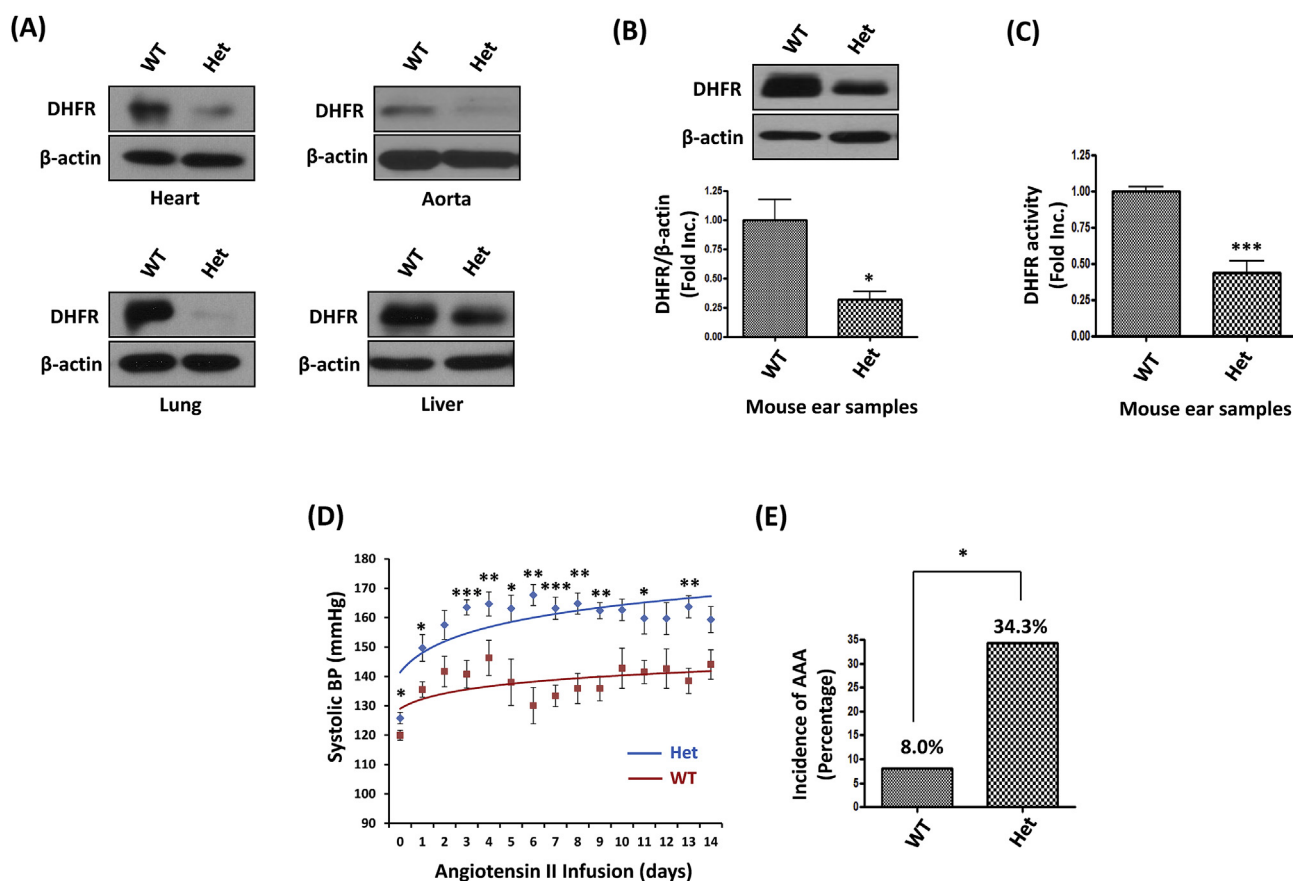 (A)
WT Het
DHFR
β-actin
Heart
WT Het
DHFR
β-actin
Aorta
WT Het
DHFR
β-actin
Lung
WT Het
DHFR
β-actin
Liver
(B)
WT Het
DHFR
β-actin
DHFR/β-actin
(Fold Inc.)
1.25
1.00
0.75
0.50
0.25
0.00
*
WT Het
Mouse ear samples
(C)
DHFR activity
(Fold Inc.)
1.25
1.00
0.75
0.50
0.25
0.00
***
WT Het
Mouse ear samples
(D)
Systolic BP (mmHg)
180
170
160
150
140
130
120
110
100
90
* * *** ** * ** *** ** ** * **
Het
WT
0 1 2 3 4 5 6 7 8 9 10 11 12 13 14
Angiotensin II Infusion (days)
(E)
*
Incidence of AAA
(Percentage)
35
30
25
20
15
10
5
0
8.0%
34.3%
WT Het